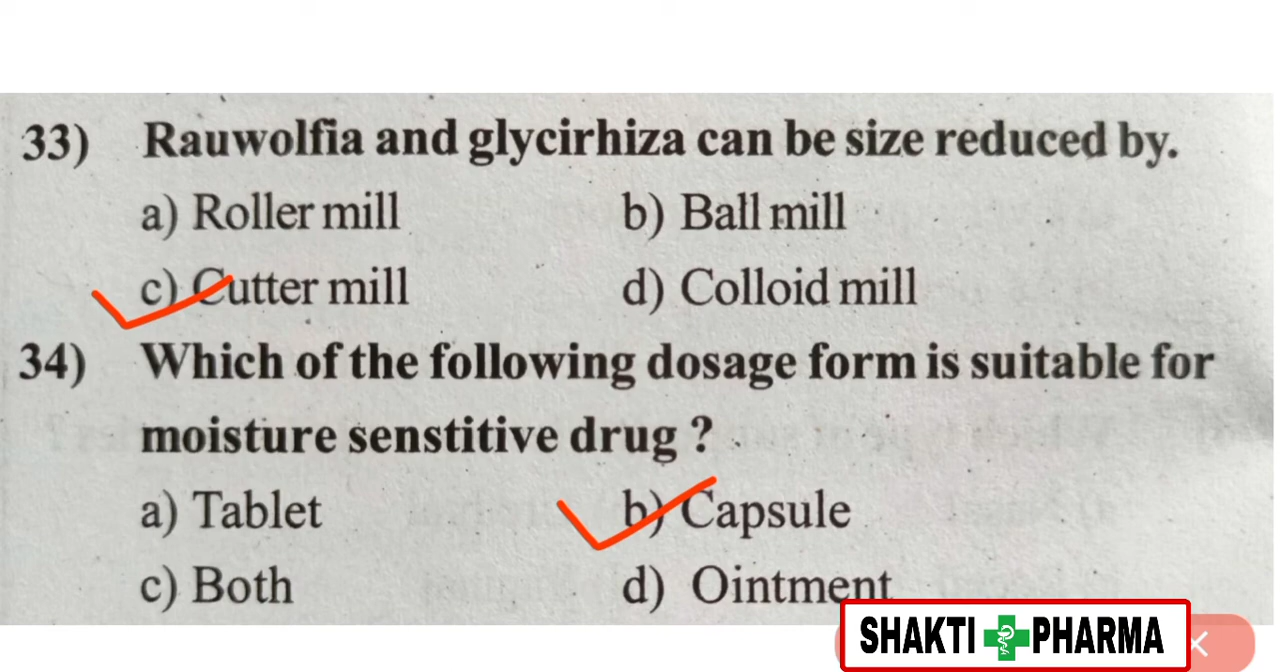 33) Rauwolfia and glycirhiza can be size reduced by.
a) Roller mill b) Ball mill
c) Cutter mill d) Colloid mill
34) Which of the following dosage form is suitable for
moisture senstitive drug ?
a) Tablet b) Capsule
c) Both d) Ointment
SHAKTI PHARMA